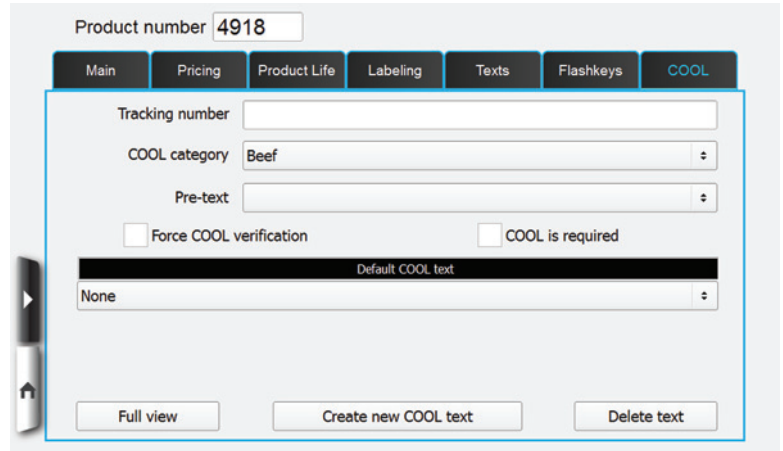 Product number 4918
Main Pricing Product Life Labeling Texts Flashkeys COOL
Tracking number
COOL category Beef
Pre-text
Force COOL verification COOL is required
Default COOL text
None
Full view Create new COOL text Delete text